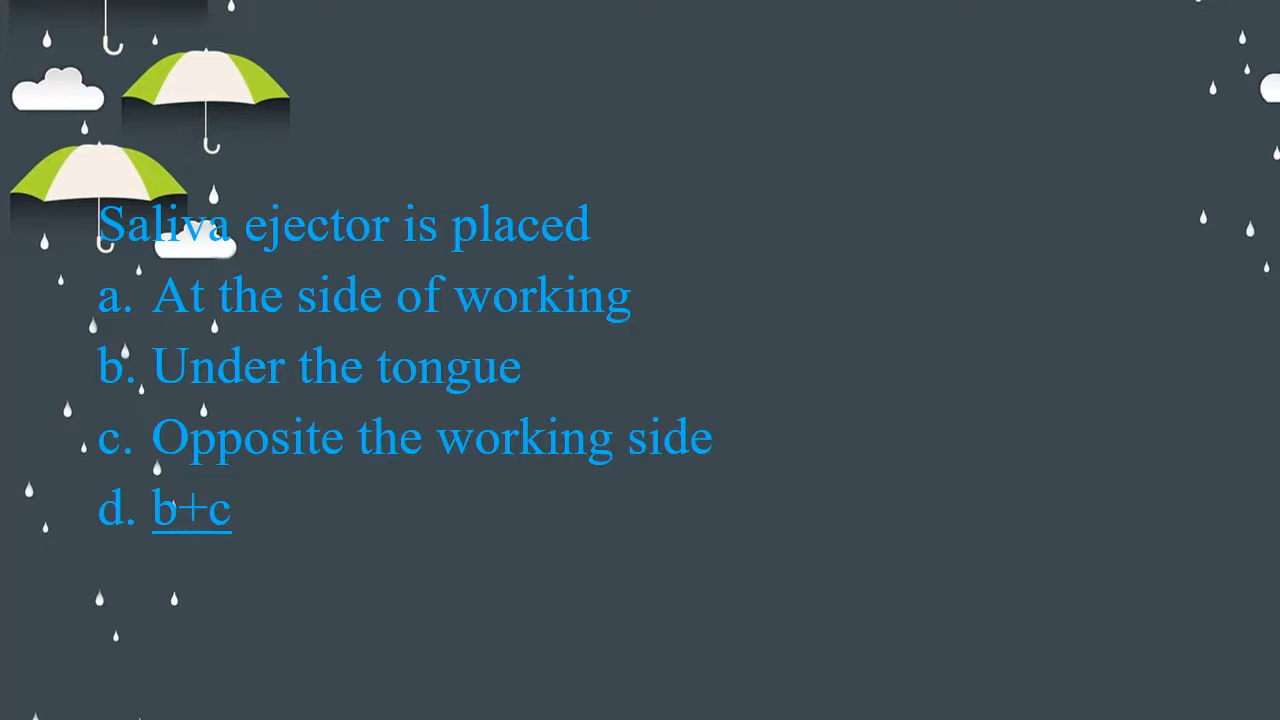 Saliva ejector is placed
a. At the side of working
b. Under the tongue
c. Opposite the working side
d. b+c